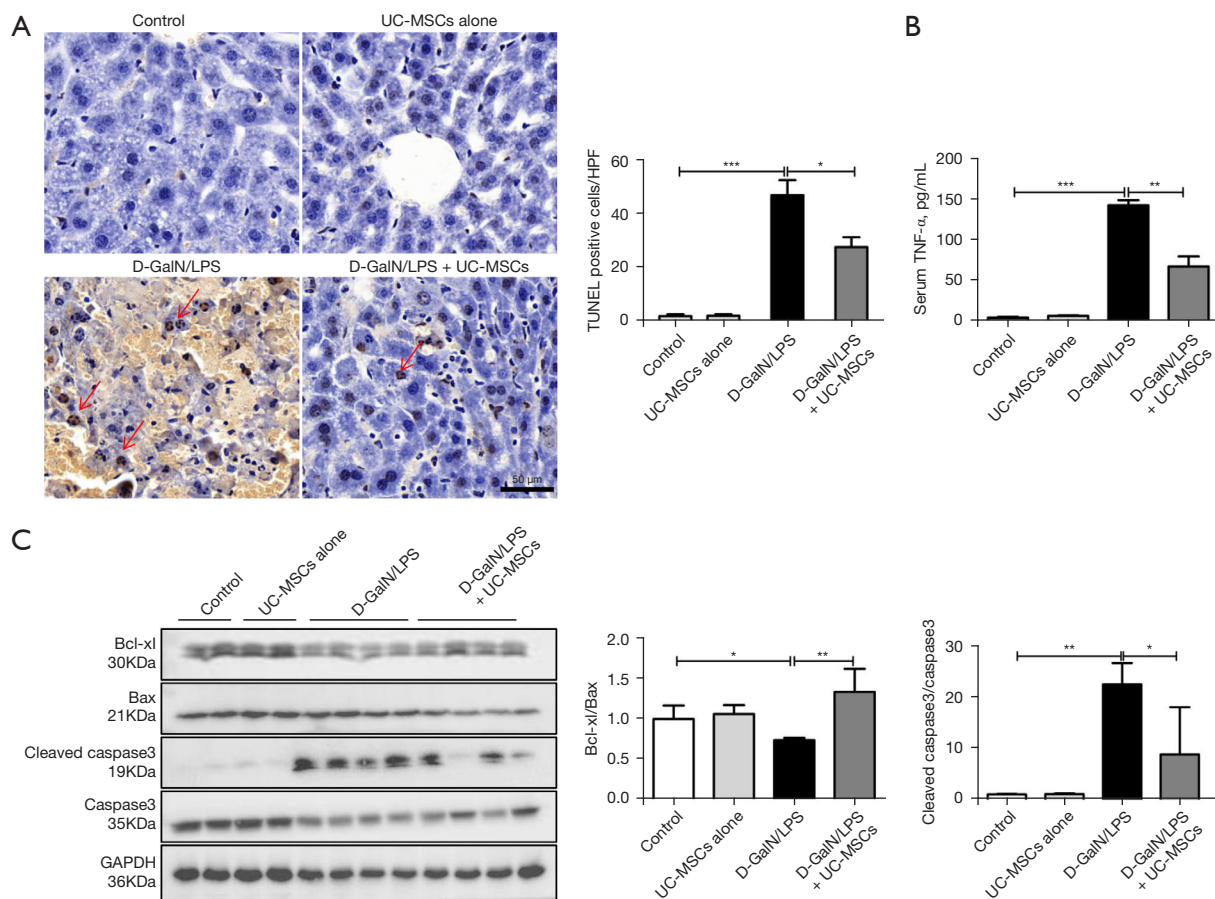 A
Control
UC-MSCs alone
D-GalN/LPS
D-GalN/LPS + UC-MSCs
50 μm
TUNEL positive cells/HPF
60
40
20
0
***
*
Control
UC-MSCs alone
D-GalN/LPS
D-GalN/LPS
+ UC-MSCs
B
Serum TNF-α, pg/mL
200
150
100
50
0
***
**
Control
UC-MSCs alone
D-GalN/LPS
D-GalN/LPS
+ UC-MSCs
C
Control
UC-MSCs alone
D-GalN/LPS
D-GalN/LPS
+ UC-MSCs
Bcl-xl
30KDa
Bax
21KDa
Cleaved caspase3
19KDa
Caspase3
35KDa
GAPDH
36KDa
Bcl-xl/Bax
2.0
1.5
1.0
0.5
0.0
*
**
Control
UC-MSCs alone
D-GalN/LPS
D-GalN/LPS
+ UC-MSCs
Cleaved caspase3/caspase3
30
20
10
0
**
*
Control
UC-MSCs alone
D-GalN/LPS
D-GalN/LPS
+ UC-MSCs